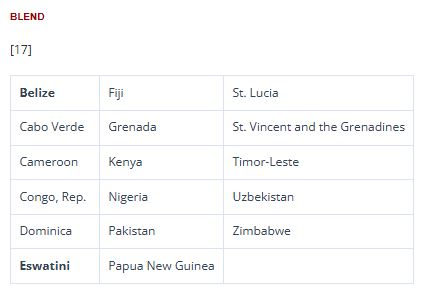 BLEND
[17]
Belize Fiji St. Lucia
Cabo Verde Grenada St. Vincent and the Grenadines
Cameroon Kenya Timor-Leste
Congo, Rep. Nigeria Uzbekistan
Dominica Pakistan Zimbabwe
Eswatini Papua New Guinea